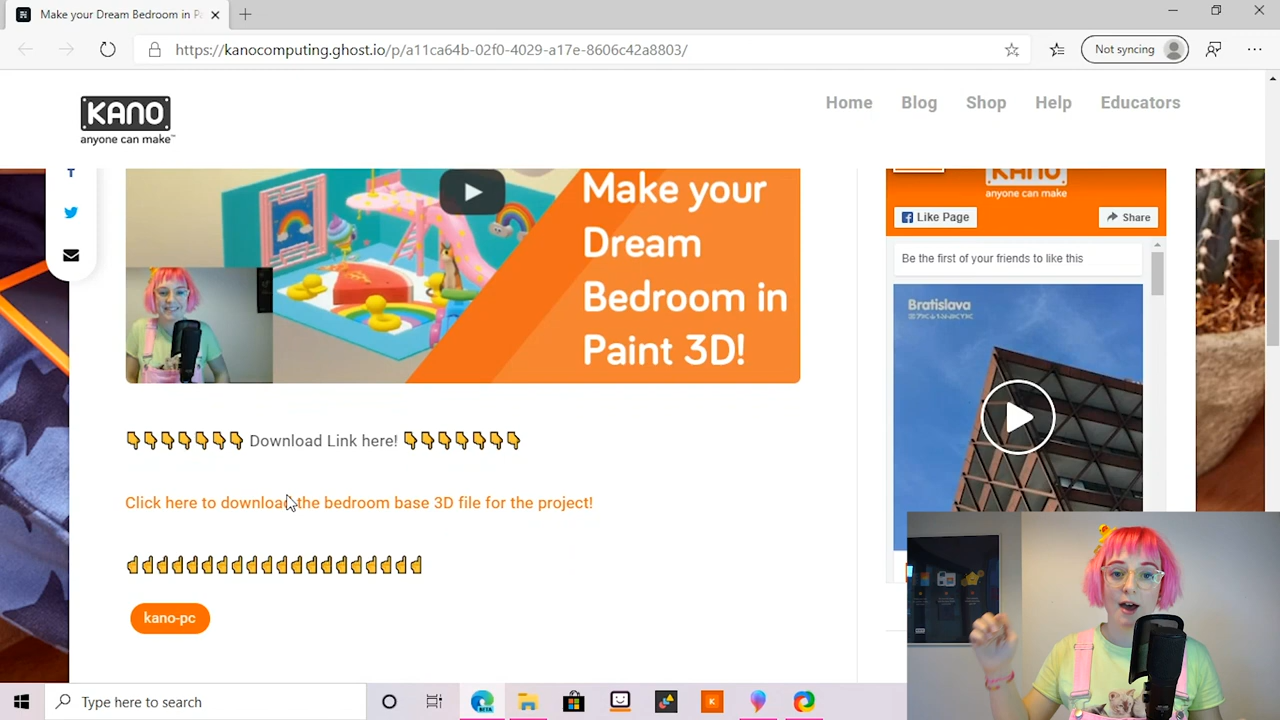 Make your Dream Bedroom in P
https://kanocomputing.ghost.io/p/a11ca64b-02f0-4029-a17e-8606c42a8803/
Not syncing
KANO
anyone can make™
Home
Blog
Shop
Help
Educators
Make your
Dream
Bedroom in
Paint 3D!
KANO
anyone can make
Like Page
Share
Be the first of your friends to like this
Bratislava
Download Link here!
Click here to download the bedroom base 3D file for the project!
kano-pc
Type here to search
BETA
K